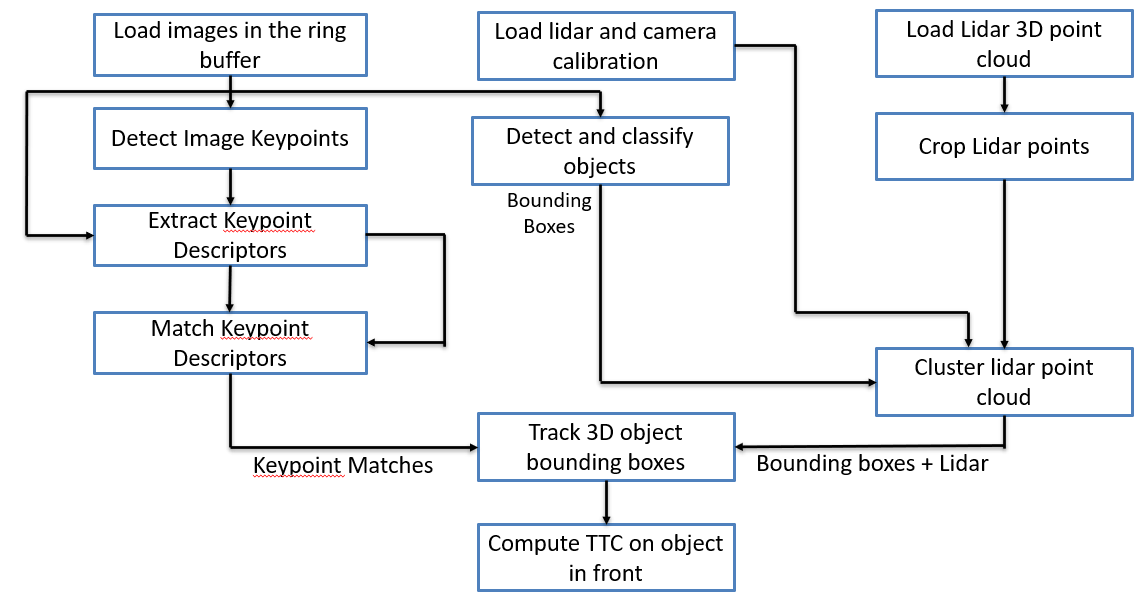 Load images in the ring
buffer
Load lidar and camera
calibration
Load Lidar 3D point
cloud
Detect Image Keypoints
Detect and classify
objects
Crop Lidar points
Bounding
Boxes
Extract Keypoint
Descriptors
Match Keypoint
Descriptors
Cluster lidar point
cloud
Track 3D object
bounding boxes
Keypoint Matches
Bounding boxes + Lidar
Compute TTC on object
in front